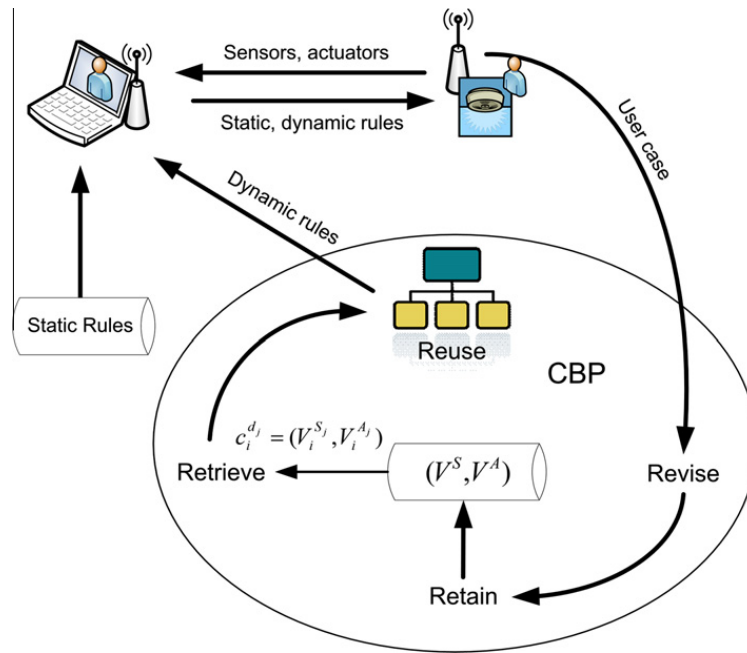 Sensors, actuators
Static, dynamic rules
User case
Dynamic rules
Static Rules
Reuse
CBP
$c_i^{d_j} = (V_i^{S_j}, V_i^{A_j})$
Retrieve
$(V^S, V^A)$
Revise
Retain